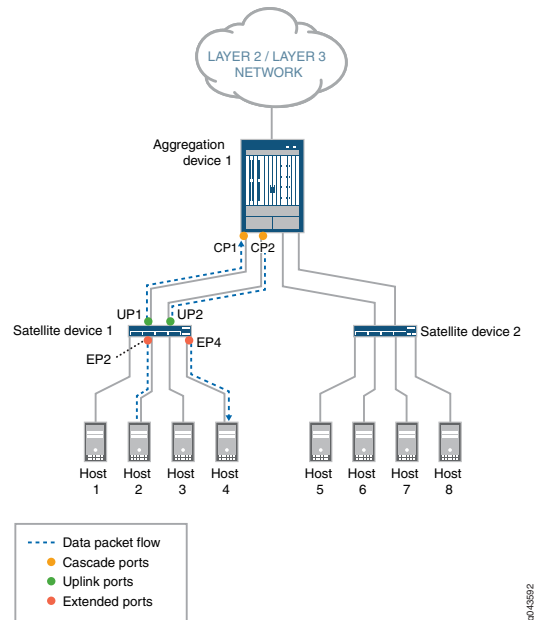 LAYER 2 / LAYER 3
NETWORK
Aggregation
device 1
CP1
CP2
UP1
UP2
Satellite device 1
Satellite device 2
EP2
EP4
Host
1
Host
2
Host
3
Host
4
Host
5
Host
6
Host
7
Host
8
Data packet flow
Cascade ports
Uplink ports
Extended ports
g043592